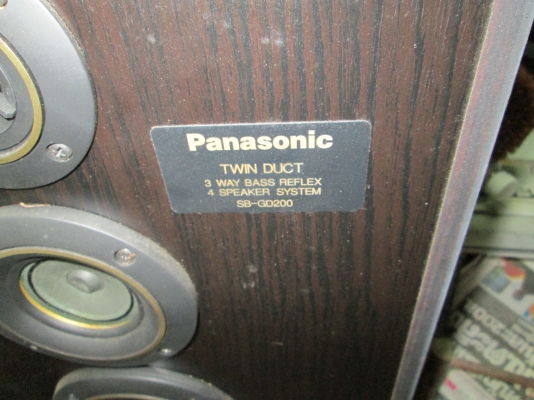 Panasonic
TWIN DUCT
3 WAY BASS REFLEX
4 SPEAKER SYSTEM
SB-GD200